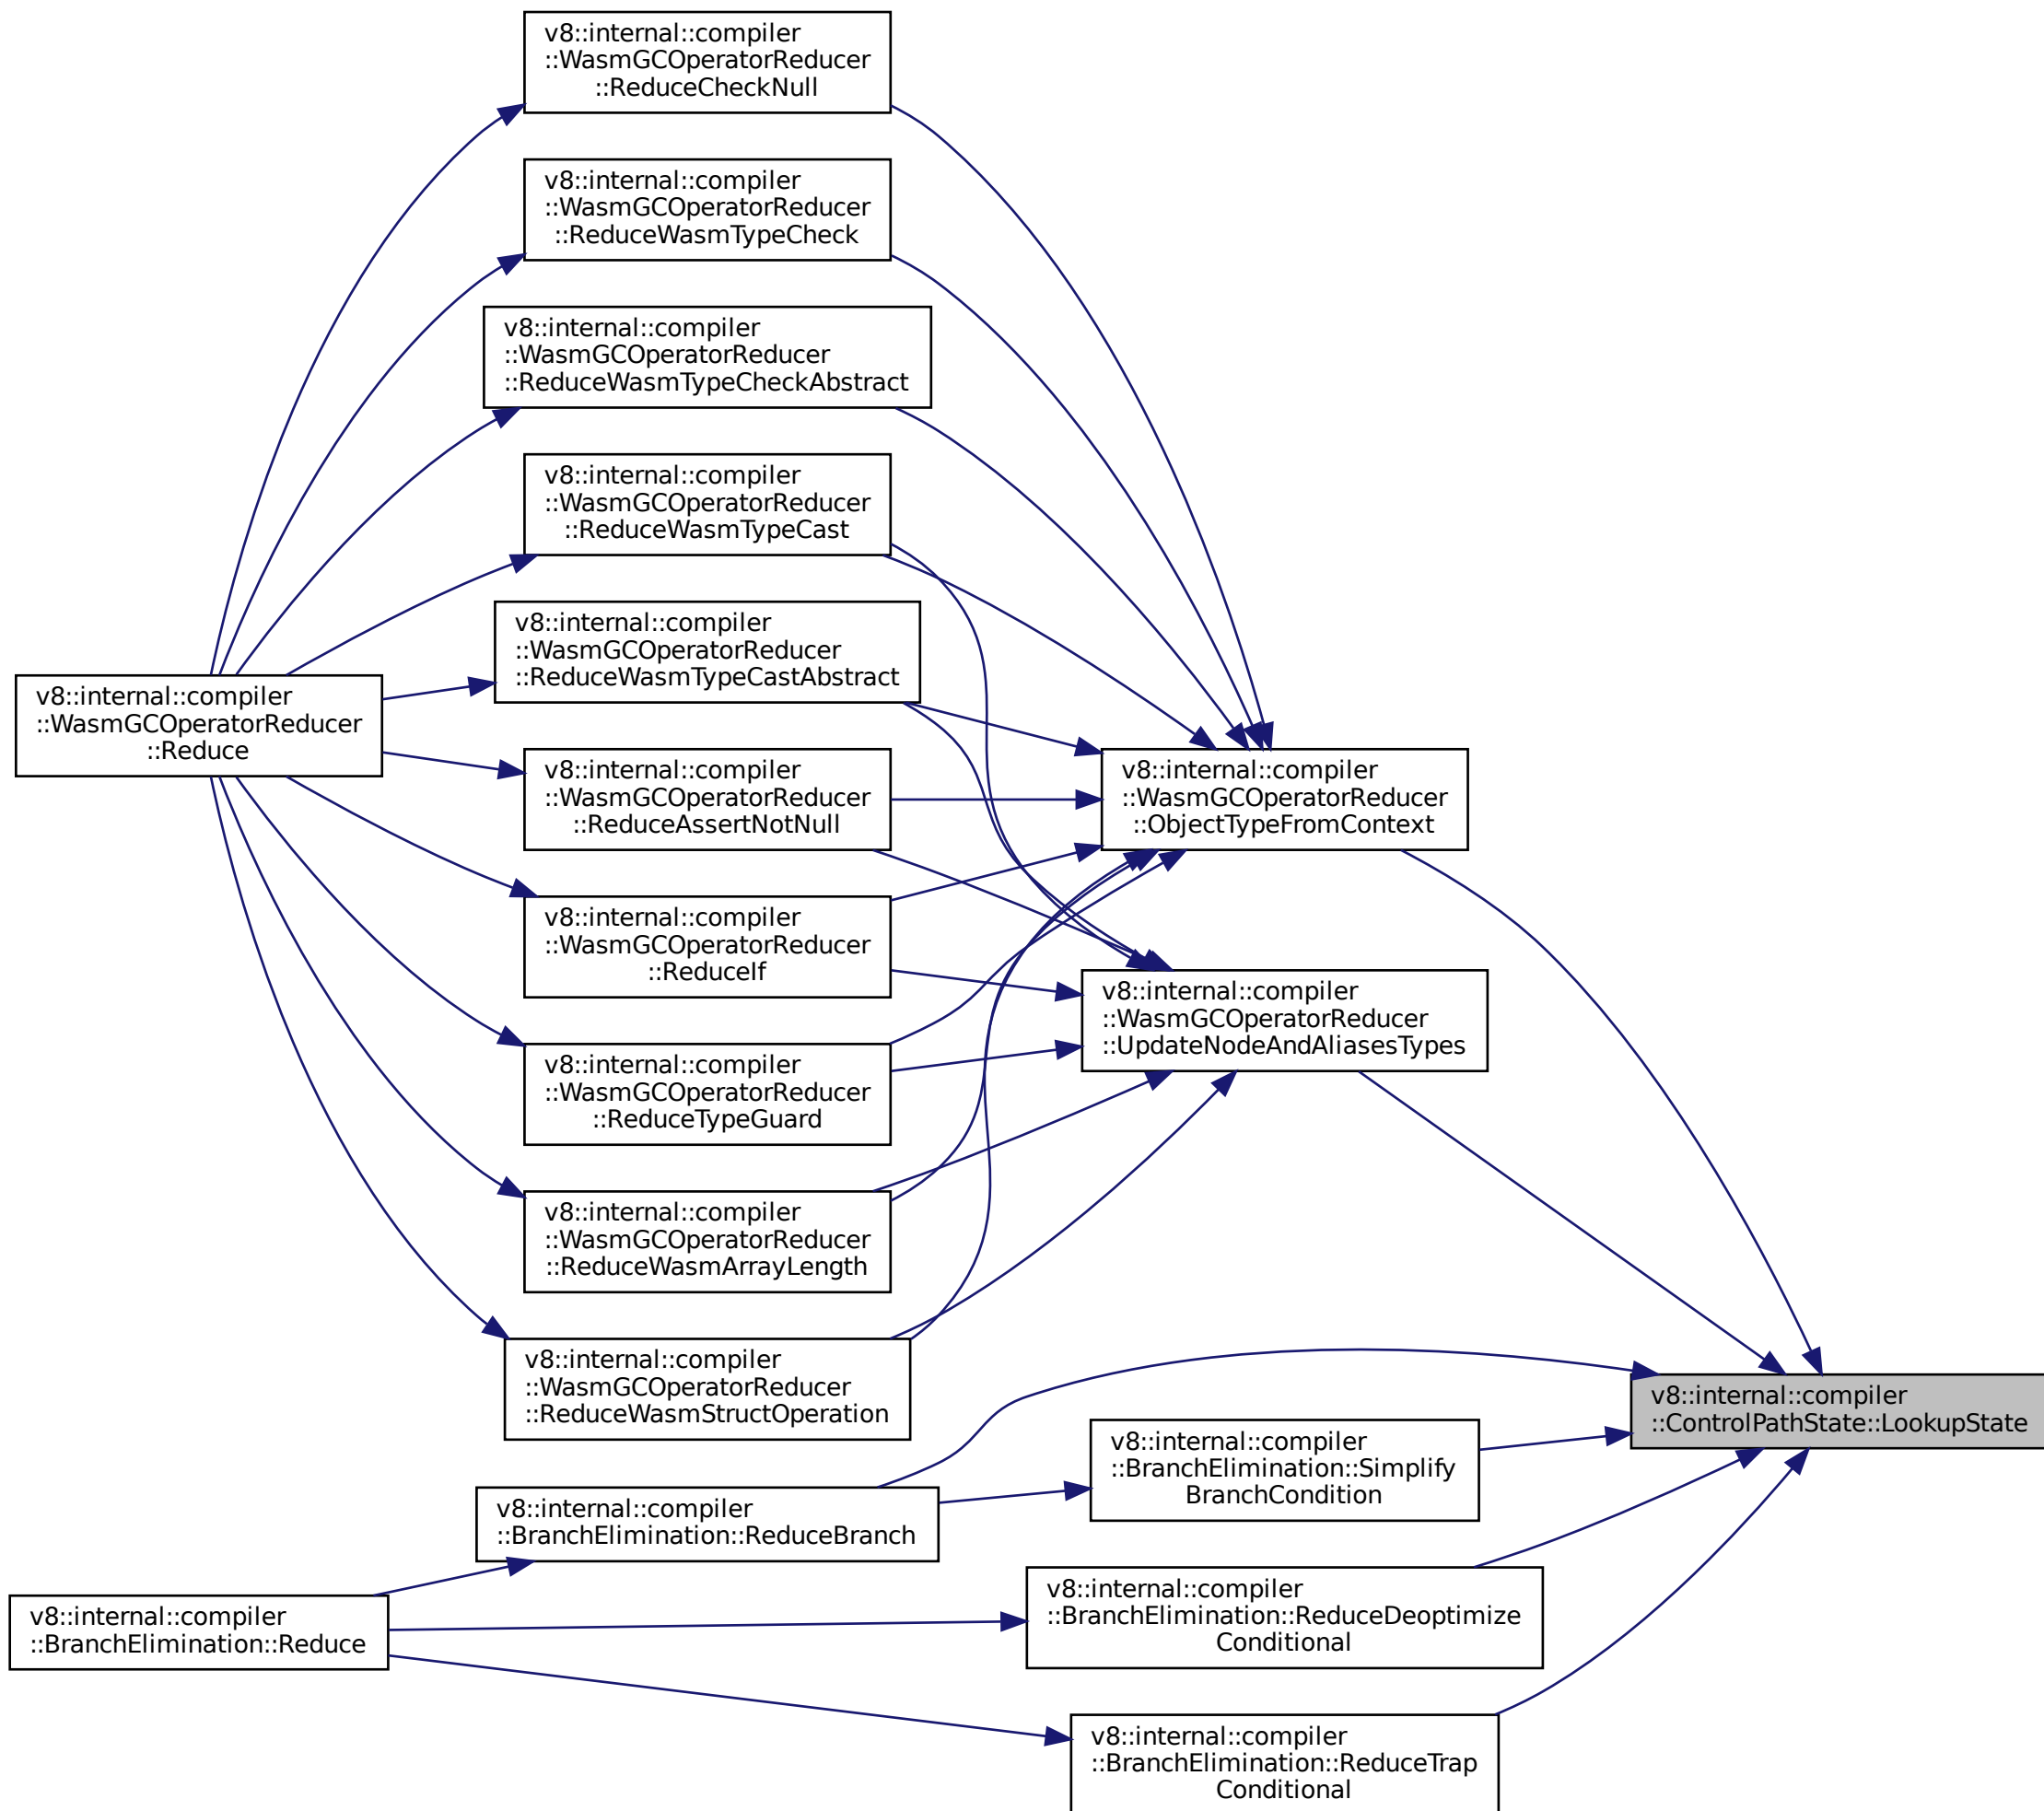 v8::internal::compiler
::WasmGCOperatorReducer
::ReduceCheckNull
v8::internal::compiler
::WasmGCOperatorReducer
::ReduceWasmTypeCheck
v8::internal::compiler
::WasmGCOperatorReducer
::ReduceWasmTypeCheckAbstract
v8::internal::compiler
::WasmGCOperatorReducer
::ReduceWasmTypeCast
v8::internal::compiler
::WasmGCOperatorReducer
::ReduceWasmTypeCastAbstract
v8::internal::compiler
::WasmGCOperatorReducer
::Reduce
v8::internal::compiler
::WasmGCOperatorReducer
::ReduceAssertNotNull
v8::internal::compiler
::WasmGCOperatorReducer
::ObjectTypeFromContext
v8::internal::compiler
::WasmGCOperatorReducer
::ReduceIf
v8::internal::compiler
::WasmGCOperatorReducer
::UpdateNodeAndAliasesTypes
v8::internal::compiler
::WasmGCOperatorReducer
::ReduceTypeGuard
v8::internal::compiler
::WasmGCOperatorReducer
::ReduceWasmArrayLength
v8::internal::compiler
::WasmGCOperatorReducer
::ReduceWasmStructOperation
v8::internal::compiler
::ControlPathState::LookupState
v8::internal::compiler
::BranchElimination::Simplify
BranchCondition
v8::internal::compiler
::BranchElimination::ReduceBranch
v8::internal::compiler
::BranchElimination::ReduceDeoptimize
Conditional
v8::internal::compiler
::BranchElimination::Reduce
v8::internal::compiler
::BranchElimination::ReduceTrap
Conditional